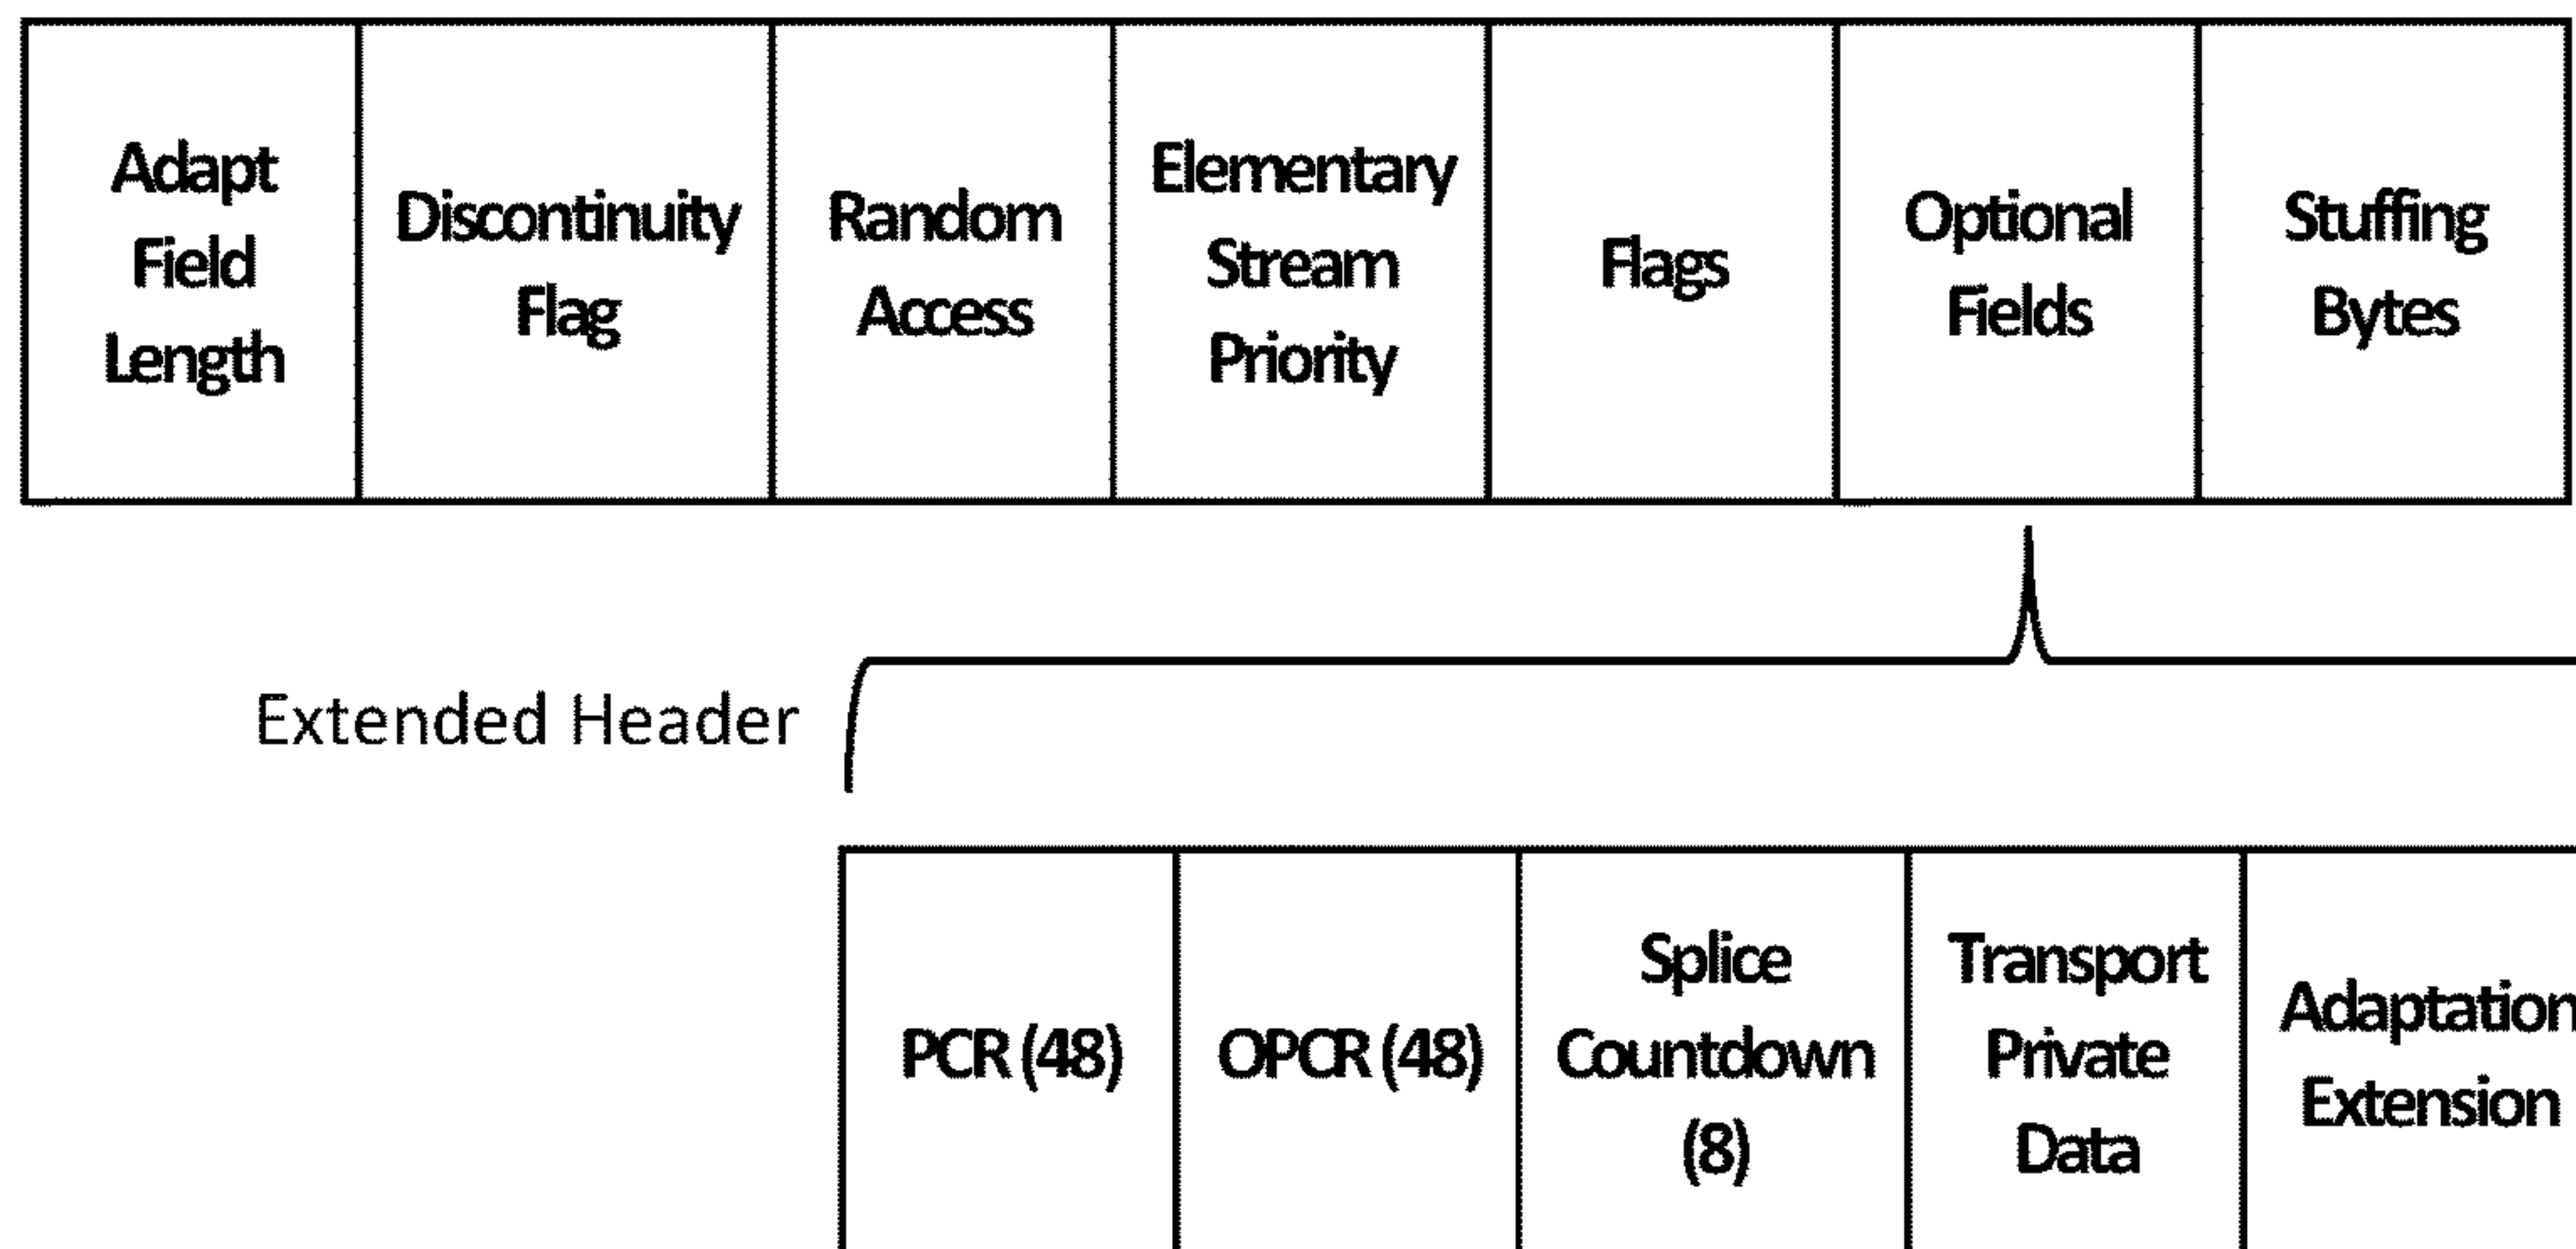 Adapt
Field
Length
Discontinuity
Flag
Random
Access
Elementary
Stream
Priority
Flags
Optional
Fields
Stuffing
Bytes
Extended Header
PCR (48)
OPCR (48)
Splice
Countdown
(8)
Transport
Private
Data
Adaptation
Extension